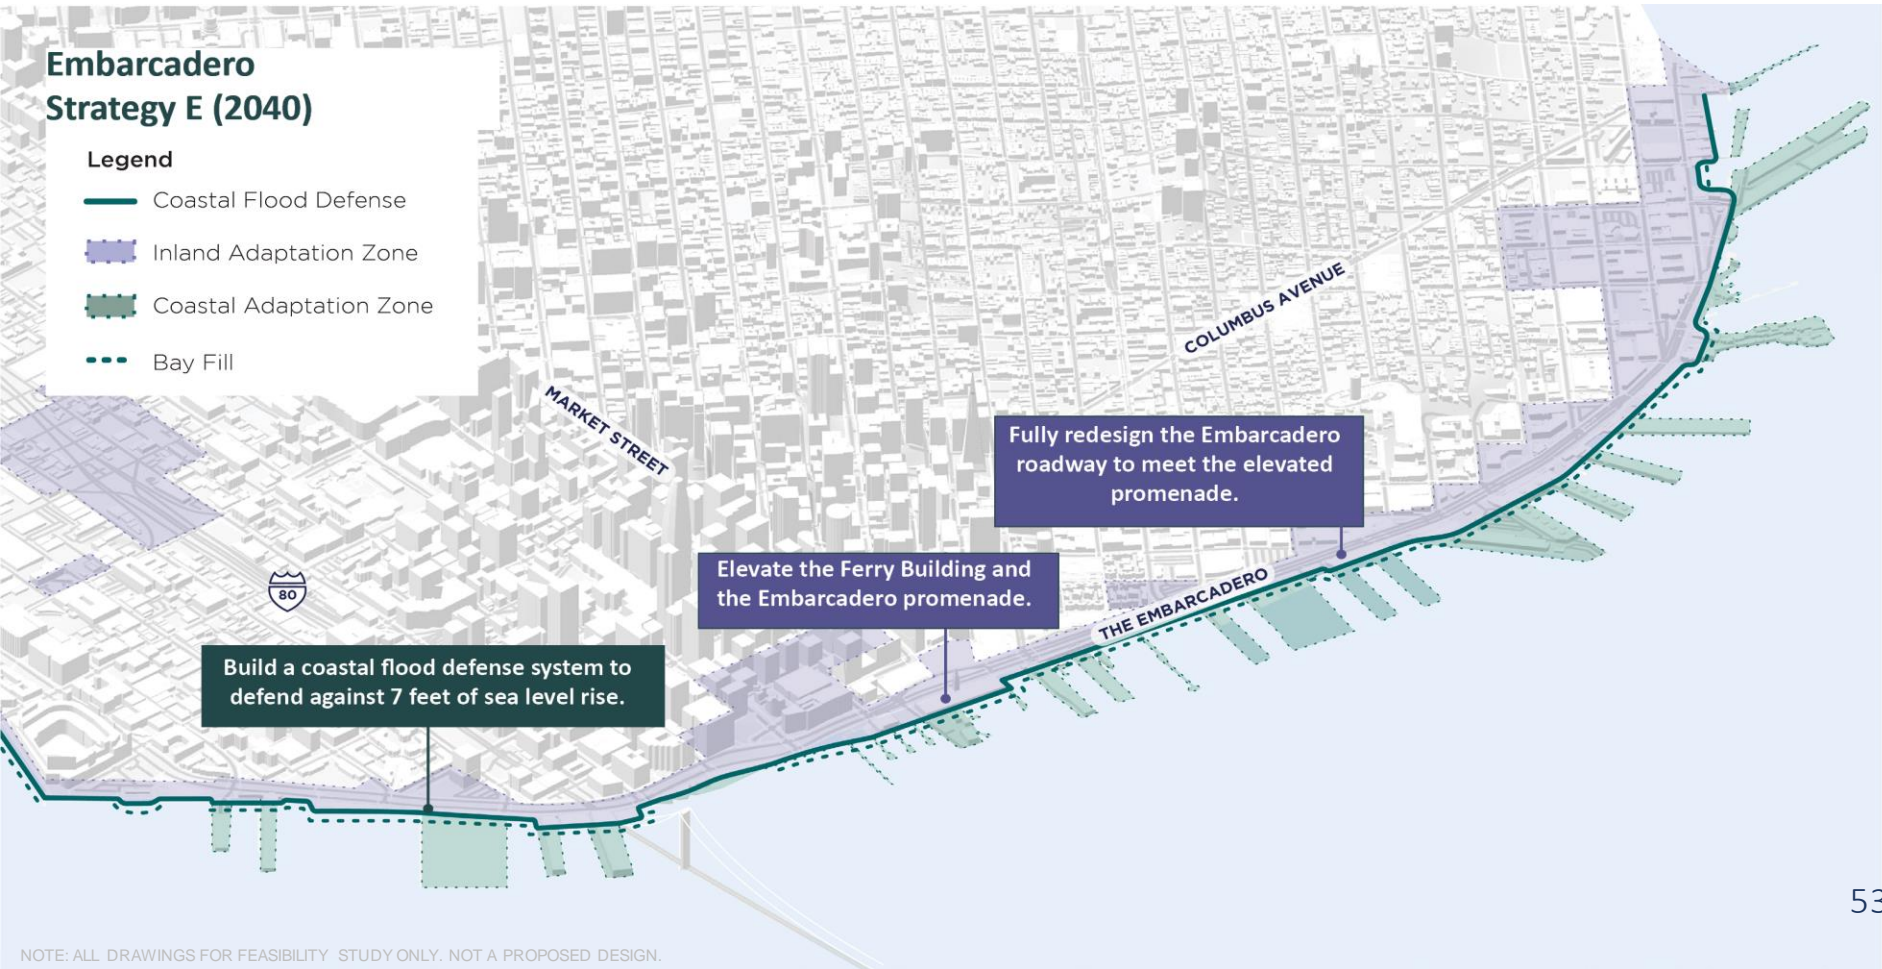 Embarcadero
Strategy E (2040)
Legend
Coastal Flood Defense
Inland Adaptation Zone
Coastal Adaptation Zone
Bay Fill
MARKET STREET
COLUMBUS AVENUE
Fully redesign the Embarcadero
roadway to meet the elevated
promenade.
Elevate the Ferry Building and
the Embarcadero promenade.
THE EMBARCADERO
80
Build a coastal flood defense system to
defend against 7 feet of sea level rise.
53
NOTE: ALL DRAWINGS FOR FEASIBILITY STUDY ONLY. NOT A PROPOSED DESIGN.